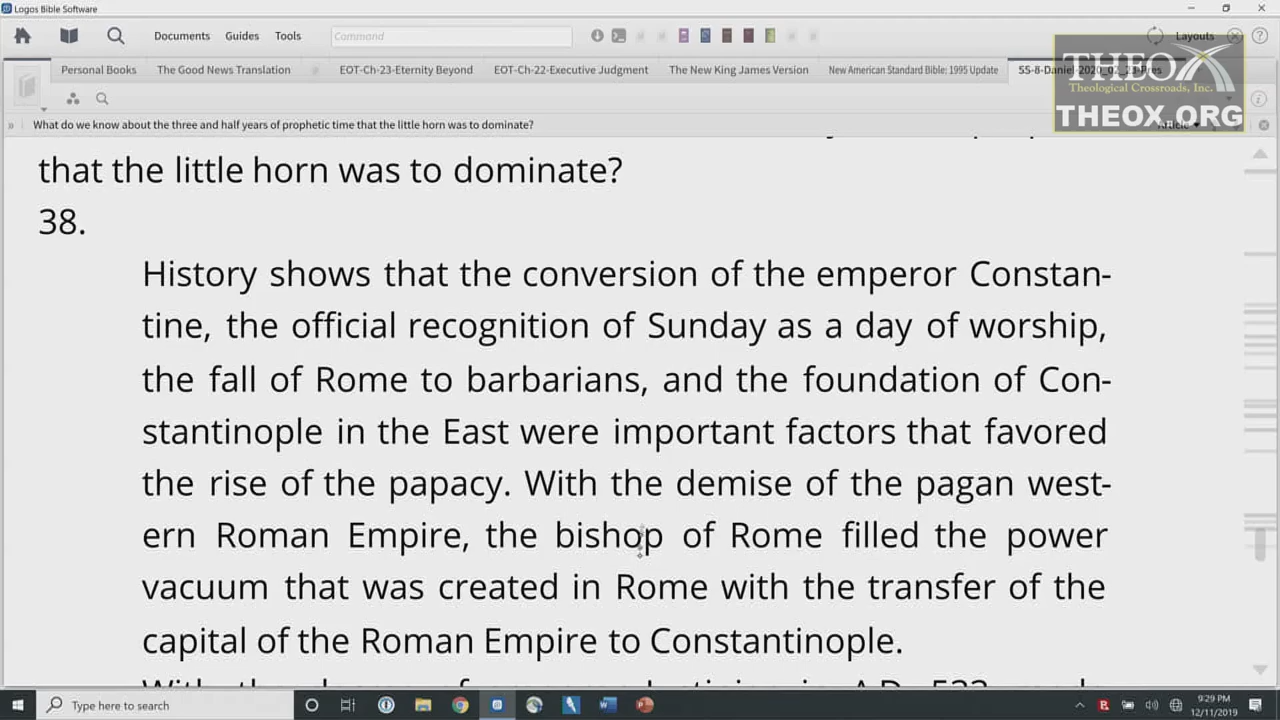 Logos Bible Software
Documents Guides Tools Command Layouts
Personal Books The Good News Translation EOT-Ch-23-70 AD & Beyond EOT-Ch-22-Executive Judgment The New King James Version New American Standard Bible: 1995 Update SS-8-Daniel-2020_02_23-Pres
THEOX
Theological Crossroads, Inc.
THEOX.ORG
» What do we know about the three and half years of prophetic time that the little horn was to dominate? Article
that the little horn was to dominate?
38.
History shows that the conversion of the emperor Constan-
tine, the official recognition of Sunday as a day of worship,
the fall of Rome to barbarians, and the foundation of Con-
stantinople in the East were important factors that favored
the rise of the papacy. With the demise of the pagan west-
ern Roman Empire, the bishop of Rome filled the power
vacuum that was created in Rome with the transfer of the
capital of the Roman Empire to Constantinople.
Type here to search
9:29 PM
12/11/2019